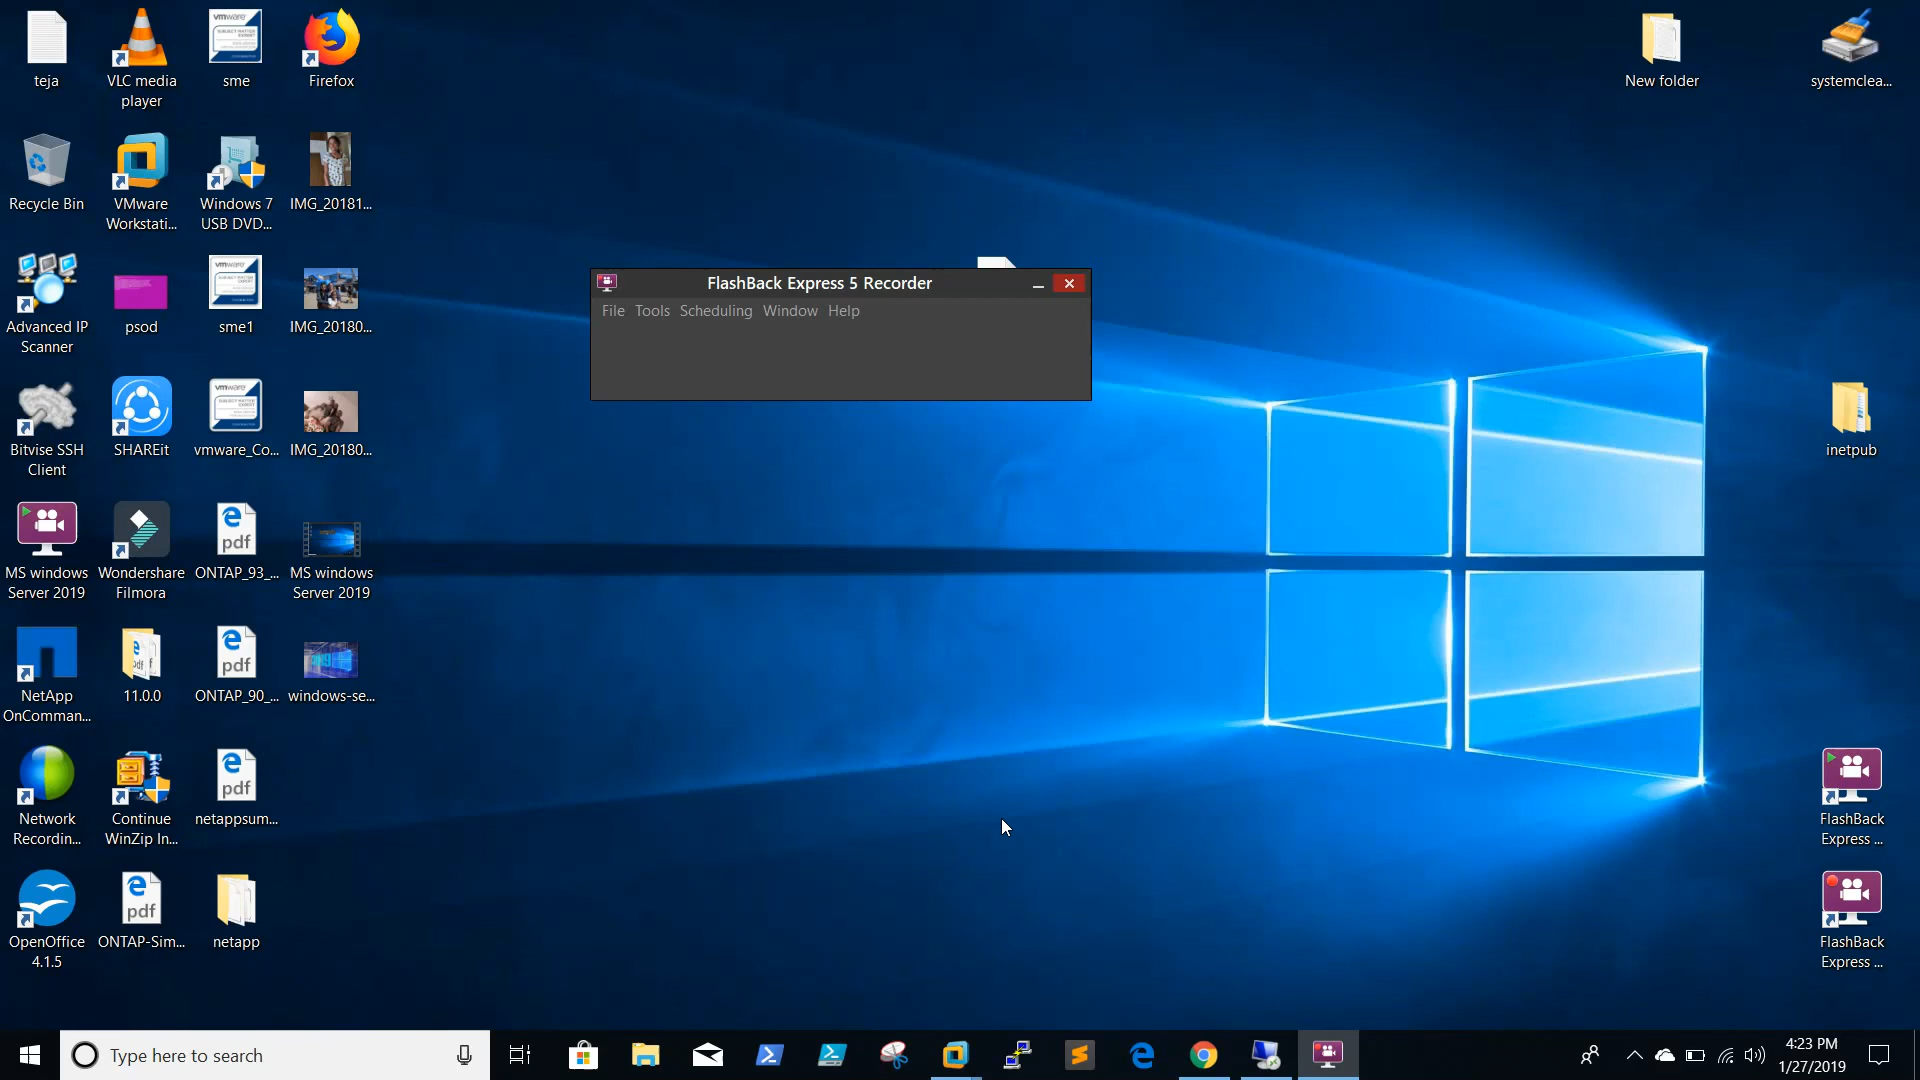 teja
VLC media
player
sme
Firefox
New folder
systemclea...
Recycle Bin
VMware
Workstati...
Windows 7
USB DVD...
IMG_20181...
FlashBack Express 5 Recorder
File Tools Scheduling Window Help
Advanced IP
Scanner
psod
sme1
IMG_20180...
Bitvise SSH
Client
SHAREit
vmware_Co...
IMG_20180...
inetpub
MS windows
Server 2019
Wondershare
Filmora
pdf
ONTAP_93_...
MS windows
Server 2019
NetApp
OnComman...
11.0.0
pdf
ONTAP_90_...
windows-se...
Network
Recordin...
Continue
WinZip In...
pdf
netappsum...
FlashBack
Express ...
OpenOffice
4.1.5
pdf
ONTAP-Sim...
netapp
FlashBack
Express ...
Type here to search
4:23 PM
1/27/2019